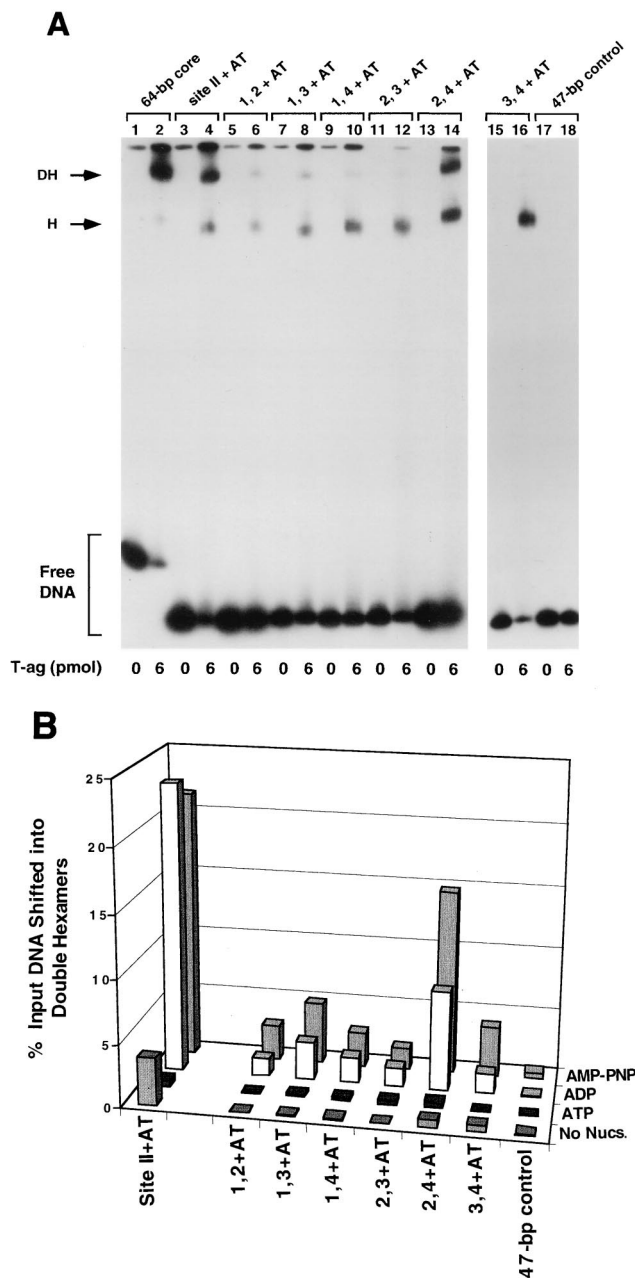 A
64-bp core
site II + AT
1, 2 + AT
1, 3 + AT
1, 4 + AT
2, 3 + AT
2, 4 + AT
3, 4 + AT
47-bp control
1 2 3 4 5 6 7 8 9 10 11 12 13 14 15 16 17 18
DH
H
Free
DNA
T-ag (pmol) 0 6 0 6 0 6 0 6 0 6 0 6 0 6 0 6 0 6
B
% Input DNA Shifted into
Double Hexamers
25
20
15
10
5
0
AMP-PNP
ADP
ATP
No Nucs.
Site II+AT
1,2+AT
1,3+AT
1,4+AT
2,3+AT
2,4+AT
3,4+AT
47-bp control